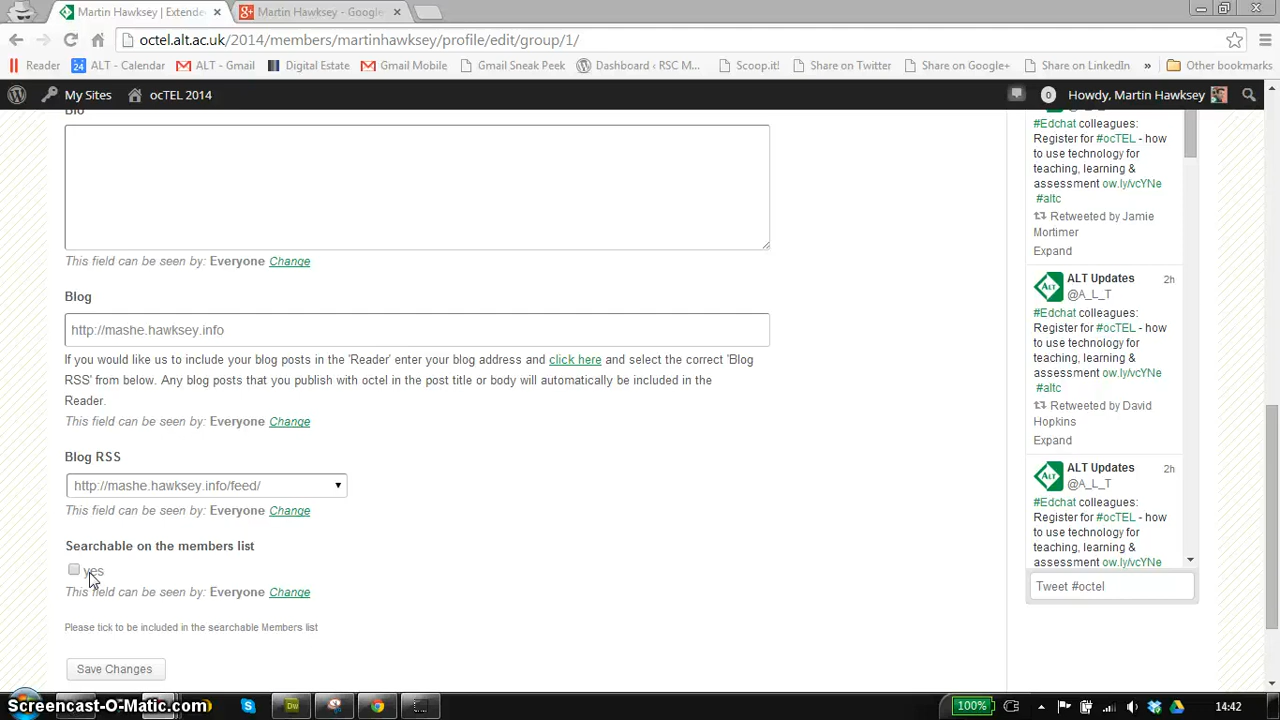 Martin Hawksey | Extende
Martin Hawksey - Google
octel.alt.ac.uk/2014/members/martinhawksey/profile/edit/group/1/
Reader
24
ALT - Calendar
ALT - Gmail
Digital Estate
Gmail Mobile
Gmail Sneak Peek
Dashboard ‹ RSC M...
Scoop.it!
Share on Twitter
Share on Google+
Share on LinkedIn
»
Other bookmarks
My Sites
ocTEL 2014
0
Howdy, Martin Hawksey
Bio
This field can be seen by: Everyone Change
Blog
http://mashe.hawksey.info
If you would like us to include your blog posts in the 'Reader' enter your blog address and click here and select the correct 'Blog
RSS' from below. Any blog posts that you publish with octel in the post title or body will automatically be included in the
Reader.
This field can be seen by: Everyone Change
Blog RSS
http://mashe.hawksey.info/feed/
This field can be seen by: Everyone Change
Searchable on the members list
yes
This field can be seen by: Everyone Change
Please tick to be included in the searchable Members list
Save Changes
#Edchat colleagues:
Register for #ocTEL - how
to use technology for
teaching, learning &
assessment ow.ly/vcYNe
#altc
Retweeted by Jamie
Mortimer
Expand
ALT
ALT Updates
2h
@A_L_T
#Edchat colleagues:
Register for #ocTEL - how
to use technology for
teaching, learning &
assessment ow.ly/vcYNe
#altc
Retweeted by David
Hopkins
Expand
ALT
ALT Updates
2h
@A_L_T
#Edchat colleagues:
Register for #ocTEL - how
to use technology for
teaching, learning &
assessment ow.ly/vcYNe
Tweet #octel
Screencast-O-Matic.com
Dw
100%
14:42